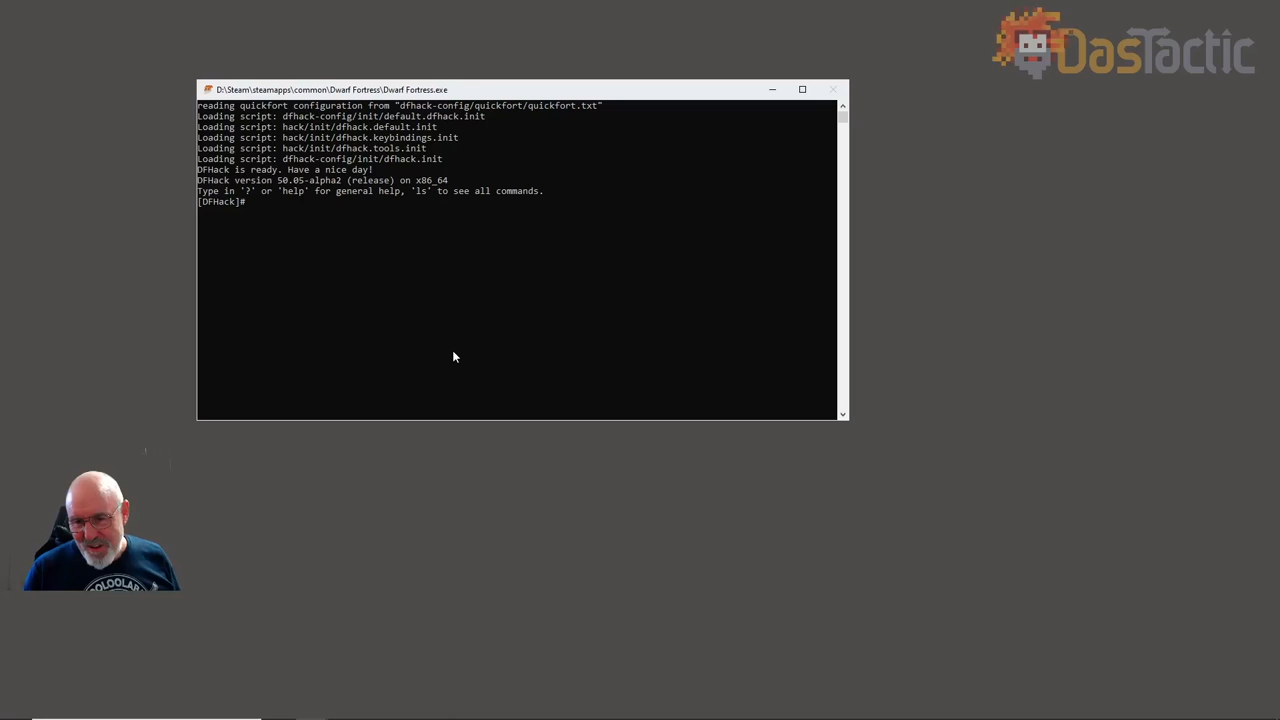 DasTactic
D:\Steam\steamapps\common\Dwarf Fortress\Dwarf Fortress.exe
reading quickfort configuration from "dfhack-config/quickfort/quickfort.txt"
Loading script: dfhack-config/init/default.dfhack.init
Loading script: hack/init/dfhack.default.init
Loading script: hack/init/dfhack.keybindings.init
Loading script: hack/init/dfhack.tools.init
Loading script: dfhack-config/init/dfhack.init
DFHack is ready. Have a nice day!
DFHack version 50.05-alpha2 (release) on x86_64
Type in '?' or 'help' for general help, 'ls' to see all commands.
[DFHack]#